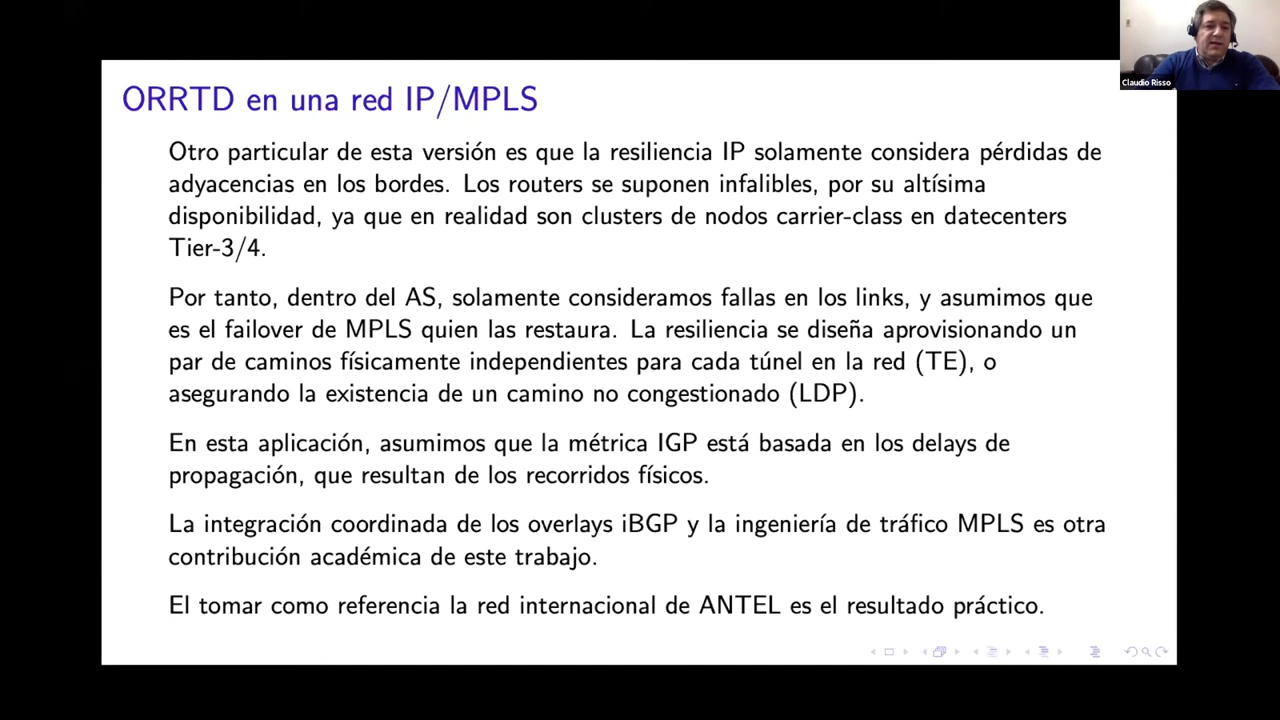 Claudio Risso
ORRTD en una red IP/MPLS
Otro particular de esta versión es que la resiliencia IP solamente considera pérdidas de
adyacencias en los bordes. Los routers se suponen infalibles, por su altísima
disponibilidad, ya que en realidad son clusters de nodos carrier-class en datecenters
Tier-3/4.
Por tanto, dentro del AS, solamente consideramos fallas en los links, y asumimos que
es el failover de MPLS quien las restaura. La resiliencia se diseña aprovisionando un
par de caminos físicamente independientes para cada túnel en la red (TE), o
asegurando la existencia de un camino no congestionado (LDP).
En esta aplicación, asumimos que la métrica IGP está basada en los delays de
propagación, que resultan de los recorridos físicos.
La integración coordinada de los overlays iBGP y la ingeniería de tráfico MPLS es otra
contribución académica de este trabajo.
El tomar como referencia la red internacional de ANTEL es el resultado práctico.